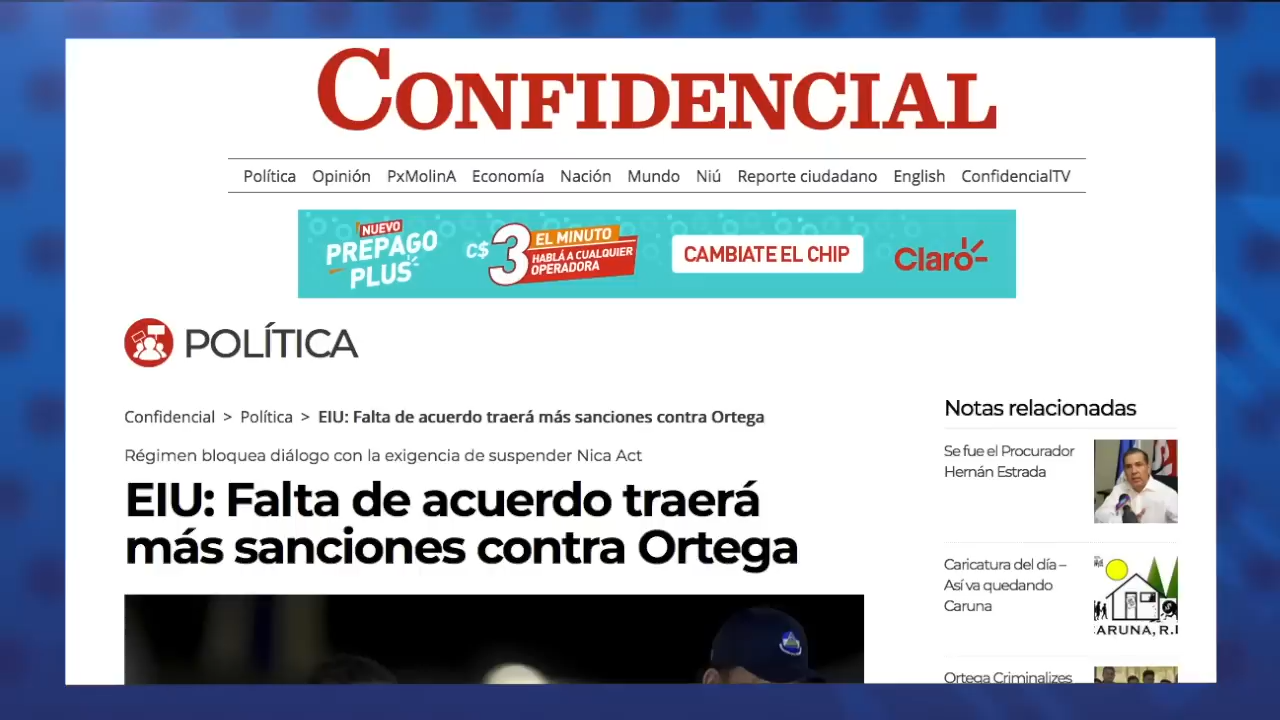 CONFIDENCIAL
Política Opinión PxMolinA Economía Nación Mundo Niú Reporte ciudadano English ConfidencialTV
NUEVO
PREPAGO
PLUS
C$ 3
EL MINUTO
HABLÁ A CUALQUIER
OPERADORA
CAMBIATE EL CHIP
Claro
POLÍTICA
Confidencial > Política > EIU: Falta de acuerdo traerá más sanciones contra Ortega
Régimen bloquea diálogo con la exigencia de suspender Nica Act
EIU: Falta de acuerdo traerá
más sanciones contra Ortega
Notas relacionadas
Se fue el Procurador
Hernán Estrada
Caricatura del día –
Así va quedando
Caruna
CARUNA, R.
Ortega Criminalizes